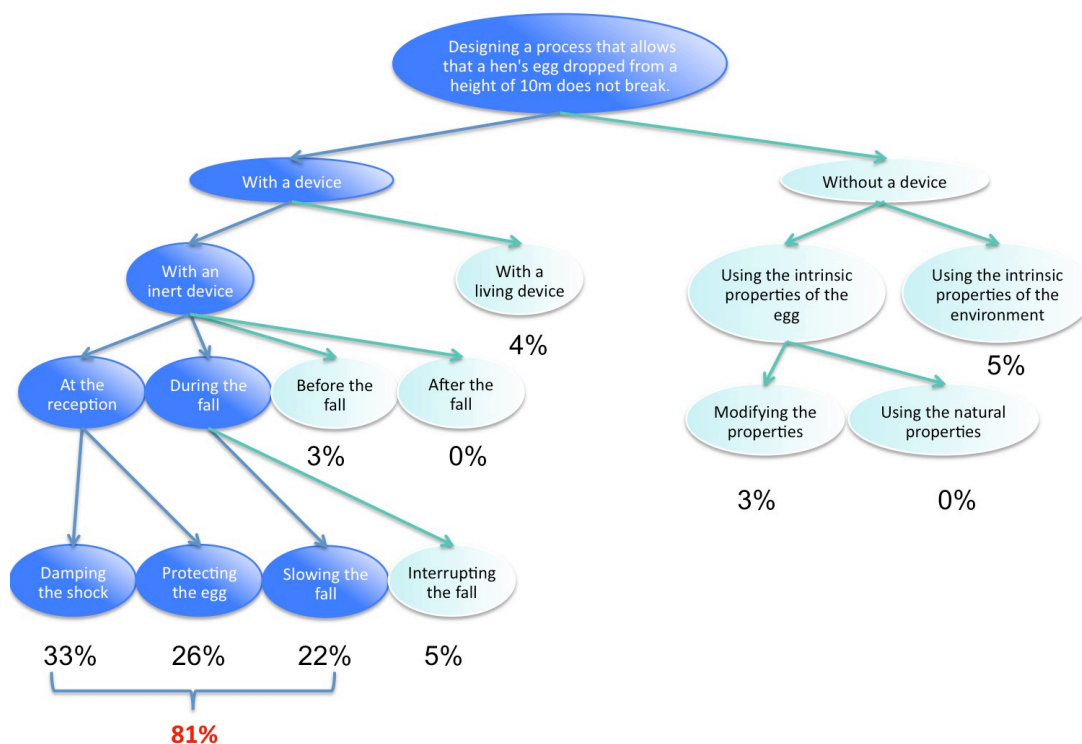 Designing a process that allows
that a hen's egg dropped from a
height of 10m does not break.
With a device
Without a device
With an
inert device
With a
living device
4%
Using the intrinsic
properties of the
egg
Using the intrinsic
properties of the
environment
5%
At the
reception
During the
fall
Before the
fall
3%
After the
fall
0%
Modifying the
properties
3%
Using the natural
properties
0%
Damping
the shock
33%
Protecting
the egg
26%
Slowing the
fall
22%
Interrupting
the fall
5%
81%